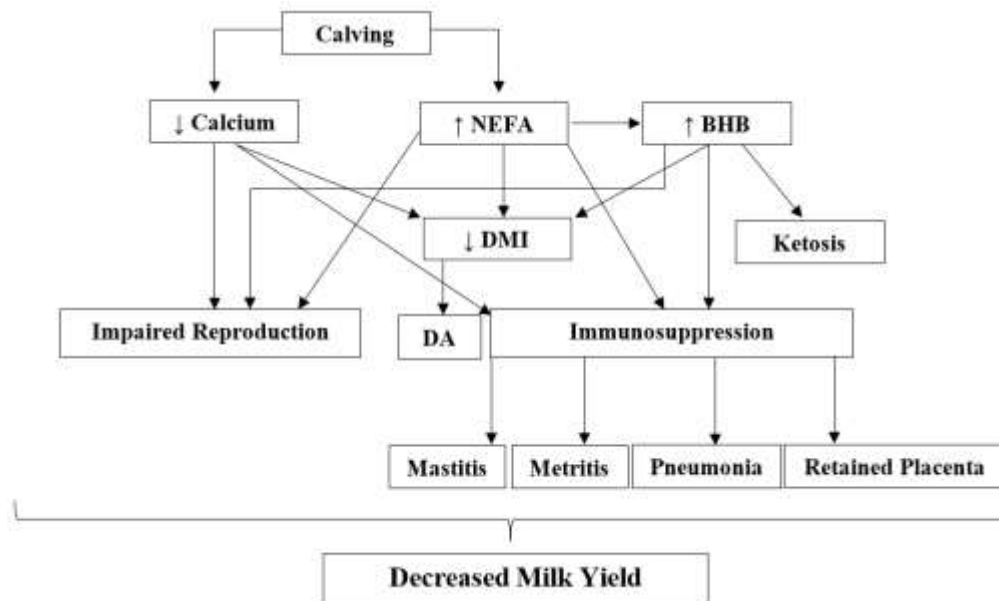 Calving
↓ Calcium
↑ NEFA
↑ BHB
↓ DMI
Ketosis
Impaired Reproduction
DA
Immunosuppression
Mastitis
Metritis
Pneumonia
Retained Placenta
Decreased Milk Yield